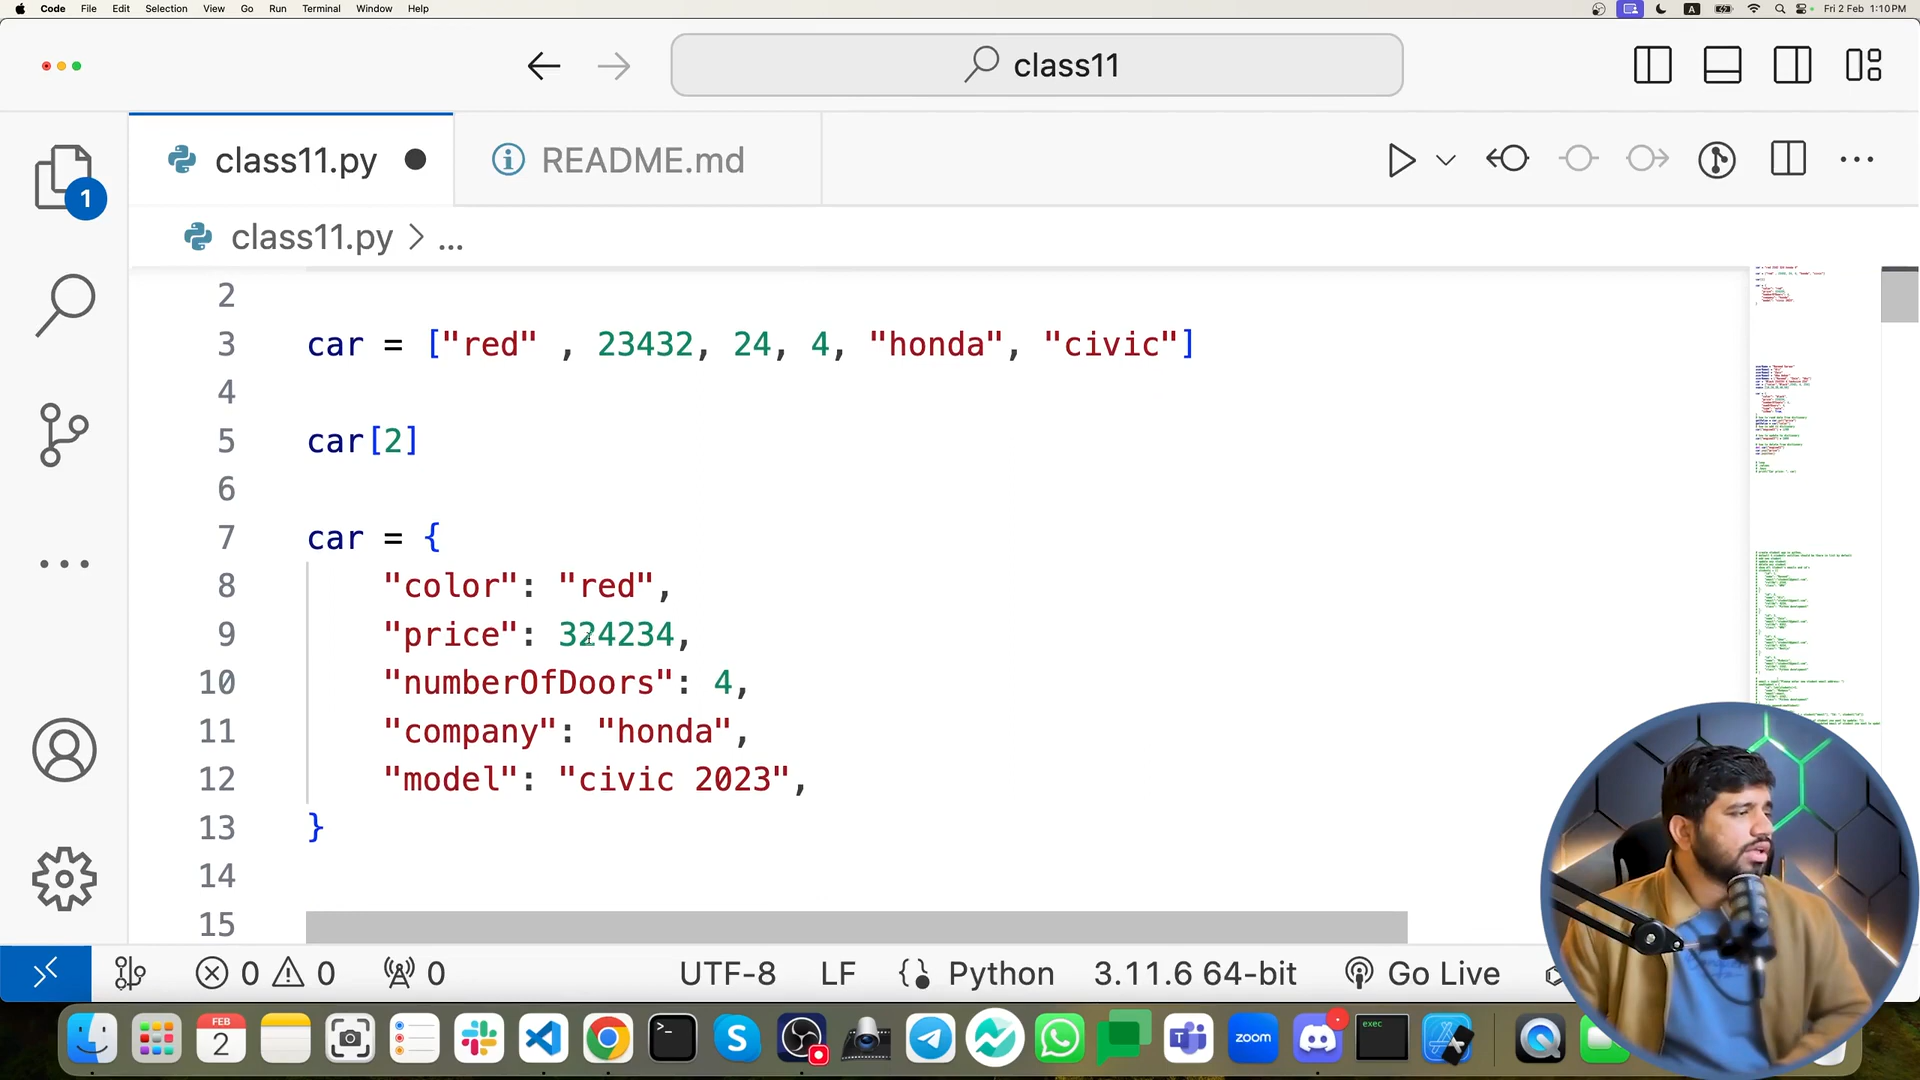 Code File Edit Selection View Go Run Terminal Window Help
A Fri 2 Feb 1:10 PM
class11
class11.py README.md
1
class11.py > ...
2
3 car = ["red" , 23432, 24, 4, "honda", "civic"]
4
5 car[2]
6
7 car = {
8 "color": "red",
9 "price": 324234,
10 "numberOfDoors": 4,
11 "company": "honda",
12 "model": "civic 2023",
13 }
14
15
0 0 0 UTF-8 LF Python 3.11.6 64-bit Go Live
FEB
2
exec
zoom